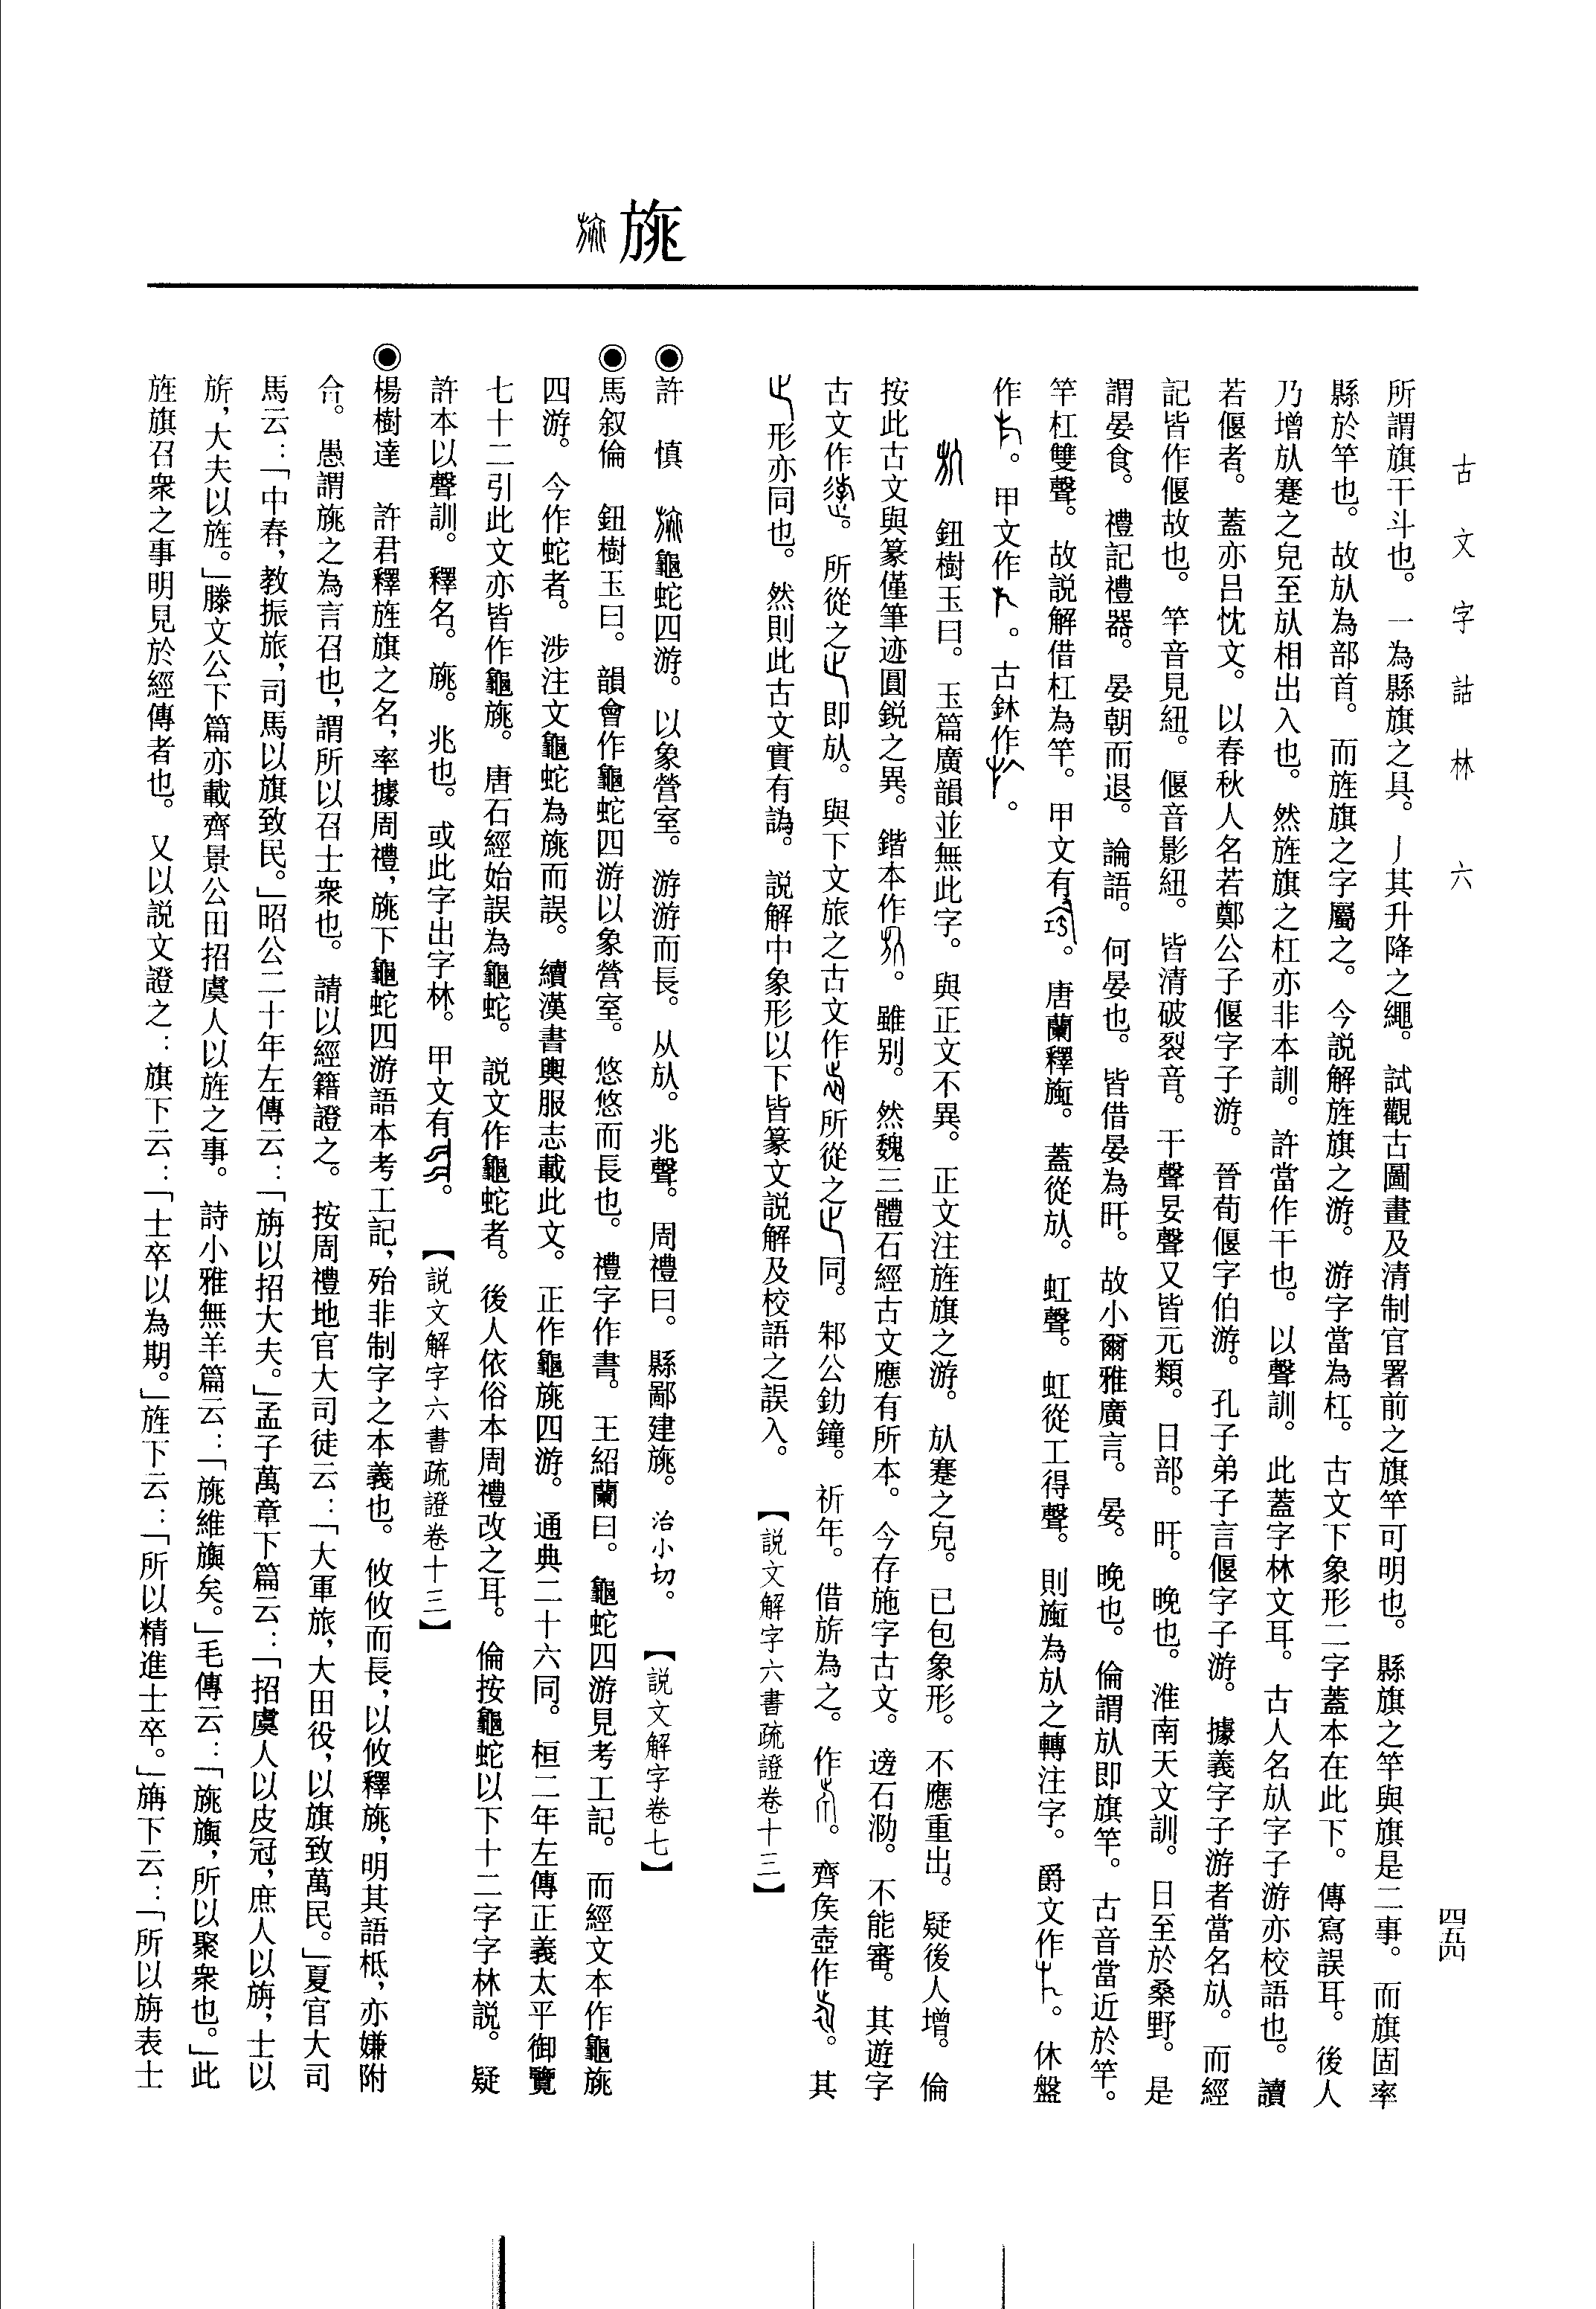 古文字詁林 六
四五四
旐
所謂旗干斗也。一為縣旗之具。丿其升降之繩。試觀古圖畫及清制官署前之旗竿可明也。縣旗之竿與旗是二事。而旗固率
縣於竿也。故㫃為部首。而旌旗之字屬之。今説解旌旗之游。游字當為杠。古文下象形二字蓋本在此下。傳寫誤耳。後人
乃增㫃蹇之皃至㫃相出入也。然旌旗之杠亦非本訓。許當作干也。以聲訓。此蓋字林文耳。古人名㫃字子游亦校語也。讀
若偃者。蓋亦吕忱文。以春秋人名若鄭公子偃字子游。晉荀偃字伯游。孔子弟子言偃字子游。據義字子游者當名㫃。而經
記皆作偃故也。竿音見紐。偃音影紐。皆清破裂音。干聲妟聲又皆元類。日部。旰。晚也。淮南天文訓。日至於桑野。是
謂晏食。禮記禮器。晏朝而退。論語。何晏也。皆借晏為旰。故小爾雅廣言。晏。晚也。倫謂㫃即旗竿。古音當近於竿。
竿杠雙聲。故説解借杠為竿。甲文有。唐蘭釋。蓋從㫃。虹聲。虹從工得聲。則為㫃之轉注字。爵文作。休盤
作。甲文作。古鉢作。
鈕樹玉曰。玉篇廣韻並無此字。與正文不異。正文注旌旗之游。㫃蹇之皃。已包象形。不應重出。疑後人增。倫
按此古文與篆僅筆迹圓鋭之異。鍇本作。雖别。然魏三體石經古文應有所本。今存施字古文。邊石泐。不能審。其遊字
古文作。所從之即㫃。與下文旅之古文作所從之同。邾公釛鐘。祈年。借旂為之。作。齊矦壺作。其
形亦同也。然則此古文實有譌。説解中象形以下皆篆文説解及校語之誤入。【説文解字六書疏證卷十三】
◉許　慎　龜蛇四游。以象營室。游游而長。从㫃。兆聲。周禮曰。縣鄙建旐。治小切。【説文解字卷七】
◉馬叙倫　鈕樹玉曰。韻會作龜蛇四游以象營室。悠悠而長也。禮字作書。王紹蘭曰。龜蛇四游見考工記。而經文本作龜旐
四游。今作蛇者。涉注文龜蛇為旐而誤。續漢書輿服志載此文。正作龜旐四游。通典二十六同。桓二年左傳正義太平御覽
七十二引此文亦皆作龜旐。唐石經始誤為龜蛇。説文作龜蛇者。後人依俗本周禮改之耳。倫按龜蛇以下十二字字林説。疑
許本以聲訓。釋名。旐。兆也。或此字出字林。甲文有。【説文解字六書疏證卷十三】
◉楊樹達　許君釋旌旗之名，率據周禮，旐下龜蛇四游語本考工記，殆非制字之本義也。攸攸而長，以攸釋旐，明其語柢，亦嫌附
合。愚謂旐之為言召也，謂所以召士衆也。請以經籍證之。按周禮地官大司徒云：「大軍旅，大田役，以旗致萬民。」夏官大司
馬云：「中春，教振旅，司馬以旗致民。」昭公二十年左傳云：「旃以招大夫。」孟子萬章下篇云：「招虞人以皮冠，庶人以旃，士以
旂，大夫以旌。」滕文公下篇亦載齊景公田招虞人以旌之事。詩小雅無羊篇云：「旐維旟矣。」毛傳云：「旐旟，所以聚衆也。」此
旌旗召衆之事明見於經傳者也。又以説文證之：旗下云：「士卒以為期。」旌下云：「所以精進士卒。」旃下云：「所以旃表士